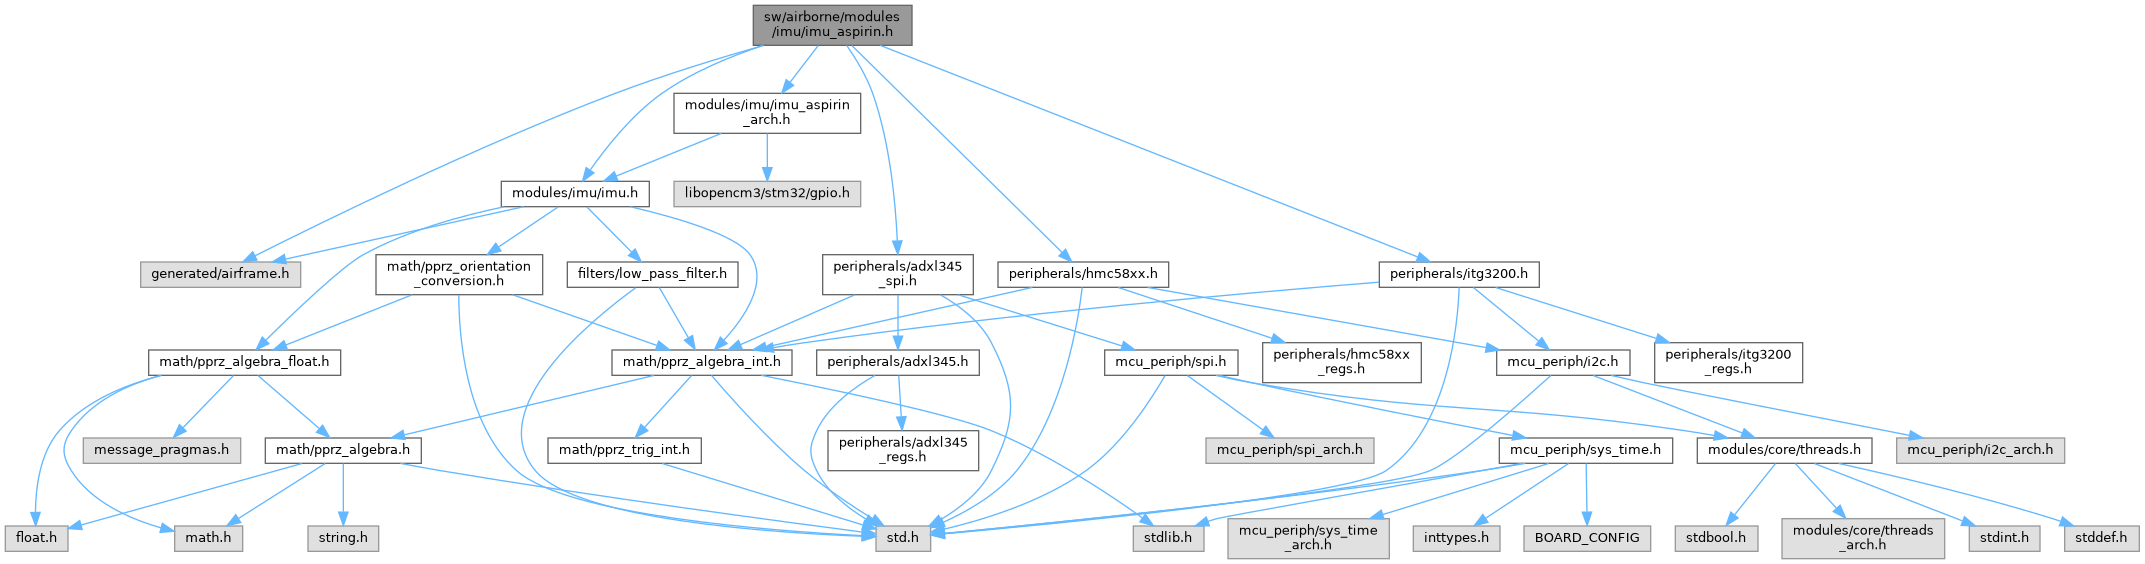 sw/airborne/modules
/imu/imu_aspirin.h
modules/imu/imu_aspirin
_arch.h
modules/imu/imu.h
libopencm3/stm32/gpio.h
generated/airframe.h
math/pprz_orientation
_conversion.h
filters/low_pass_filter.h
peripherals/adxl345
_spi.h
peripherals/hmc58xx.h
peripherals/itg3200.h
math/pprz_algebra_float.h
math/pprz_algebra_int.h
peripherals/adxl345.h
mcu_periph/spi.h
peripherals/hmc58xx
_regs.h
mcu_periph/i2c.h
peripherals/itg3200
_regs.h
message_pragmas.h
math/pprz_algebra.h
math/pprz_trig_int.h
peripherals/adxl345
_regs.h
mcu_periph/spi_arch.h
mcu_periph/sys_time.h
modules/core/threads.h
mcu_periph/i2c_arch.h
float.h
math.h
string.h
std.h
stdlib.h
mcu_periph/sys_time
_arch.h
inttypes.h
BOARD_CONFIG
stdbool.h
modules/core/threads
_arch.h
stdint.h
stddef.h